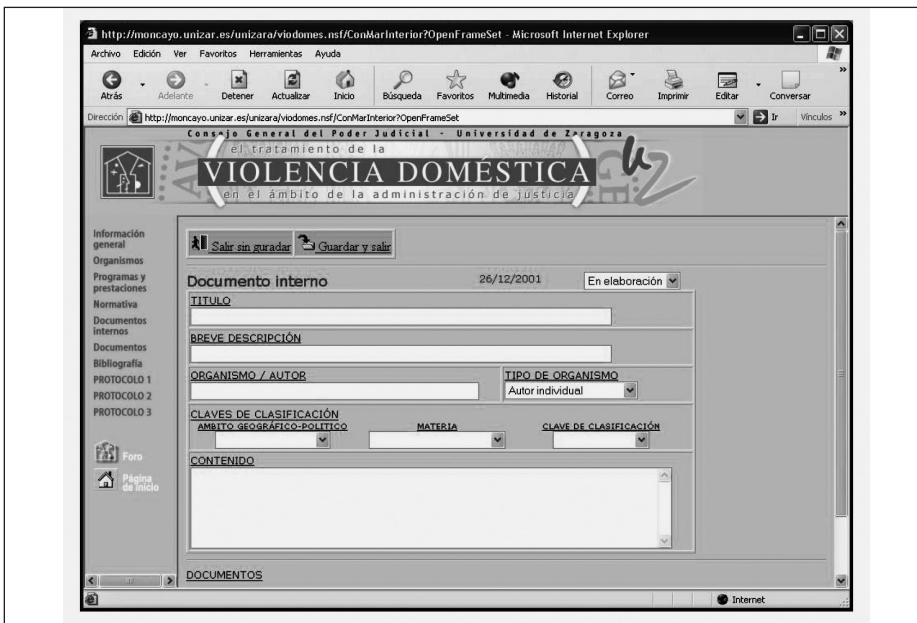 http://moncayo.unizar.es/unizara/viodomes.nsf/ConMarInterior?OpenFrameSet - Microsoft Internet Explorer
Archivo Edición Ver Favoritos Herramientas Ayuda
Atrás Adelante Detener Actualizar Inicio Búsqueda Favoritos Multimedia Historial Correo Imprimir Editar Conversar
Dirección http://moncayo.unizar.es/unizara/viodomes.nsf/ConMarInterior?OpenFrameSet Ir Vínculos
Consejo General del Poder Judicial - Universidad de Zaragoza
el tratamiento de la
VIOLENCIA DOMÉSTICA
en el ámbito de la administración de justicia
uz
Información
general
Organismos
Programas y
prestaciones
Normativa
Documentos
internos
Documentos
Bibliografía
PROTOCOLO 1
PROTOCOLO 2
PROTOCOLO 3
Foro
Página
de inicio
Salir sin guradar Guardar y salir
Documento interno 26/12/2001 En elaboración
TITULO
BREVE DESCRIPCIÓN
ORGANISMO / AUTOR TIPO DE ORGANISMO
Autor individual
CLAVES DE CLASIFICACIÓN
AMBITO GEOGRÁFICO-POLITICO MATERIA CLAVE DE CLASIFICACIÓN
CONTENIDO
DOCUMENTOS
Internet